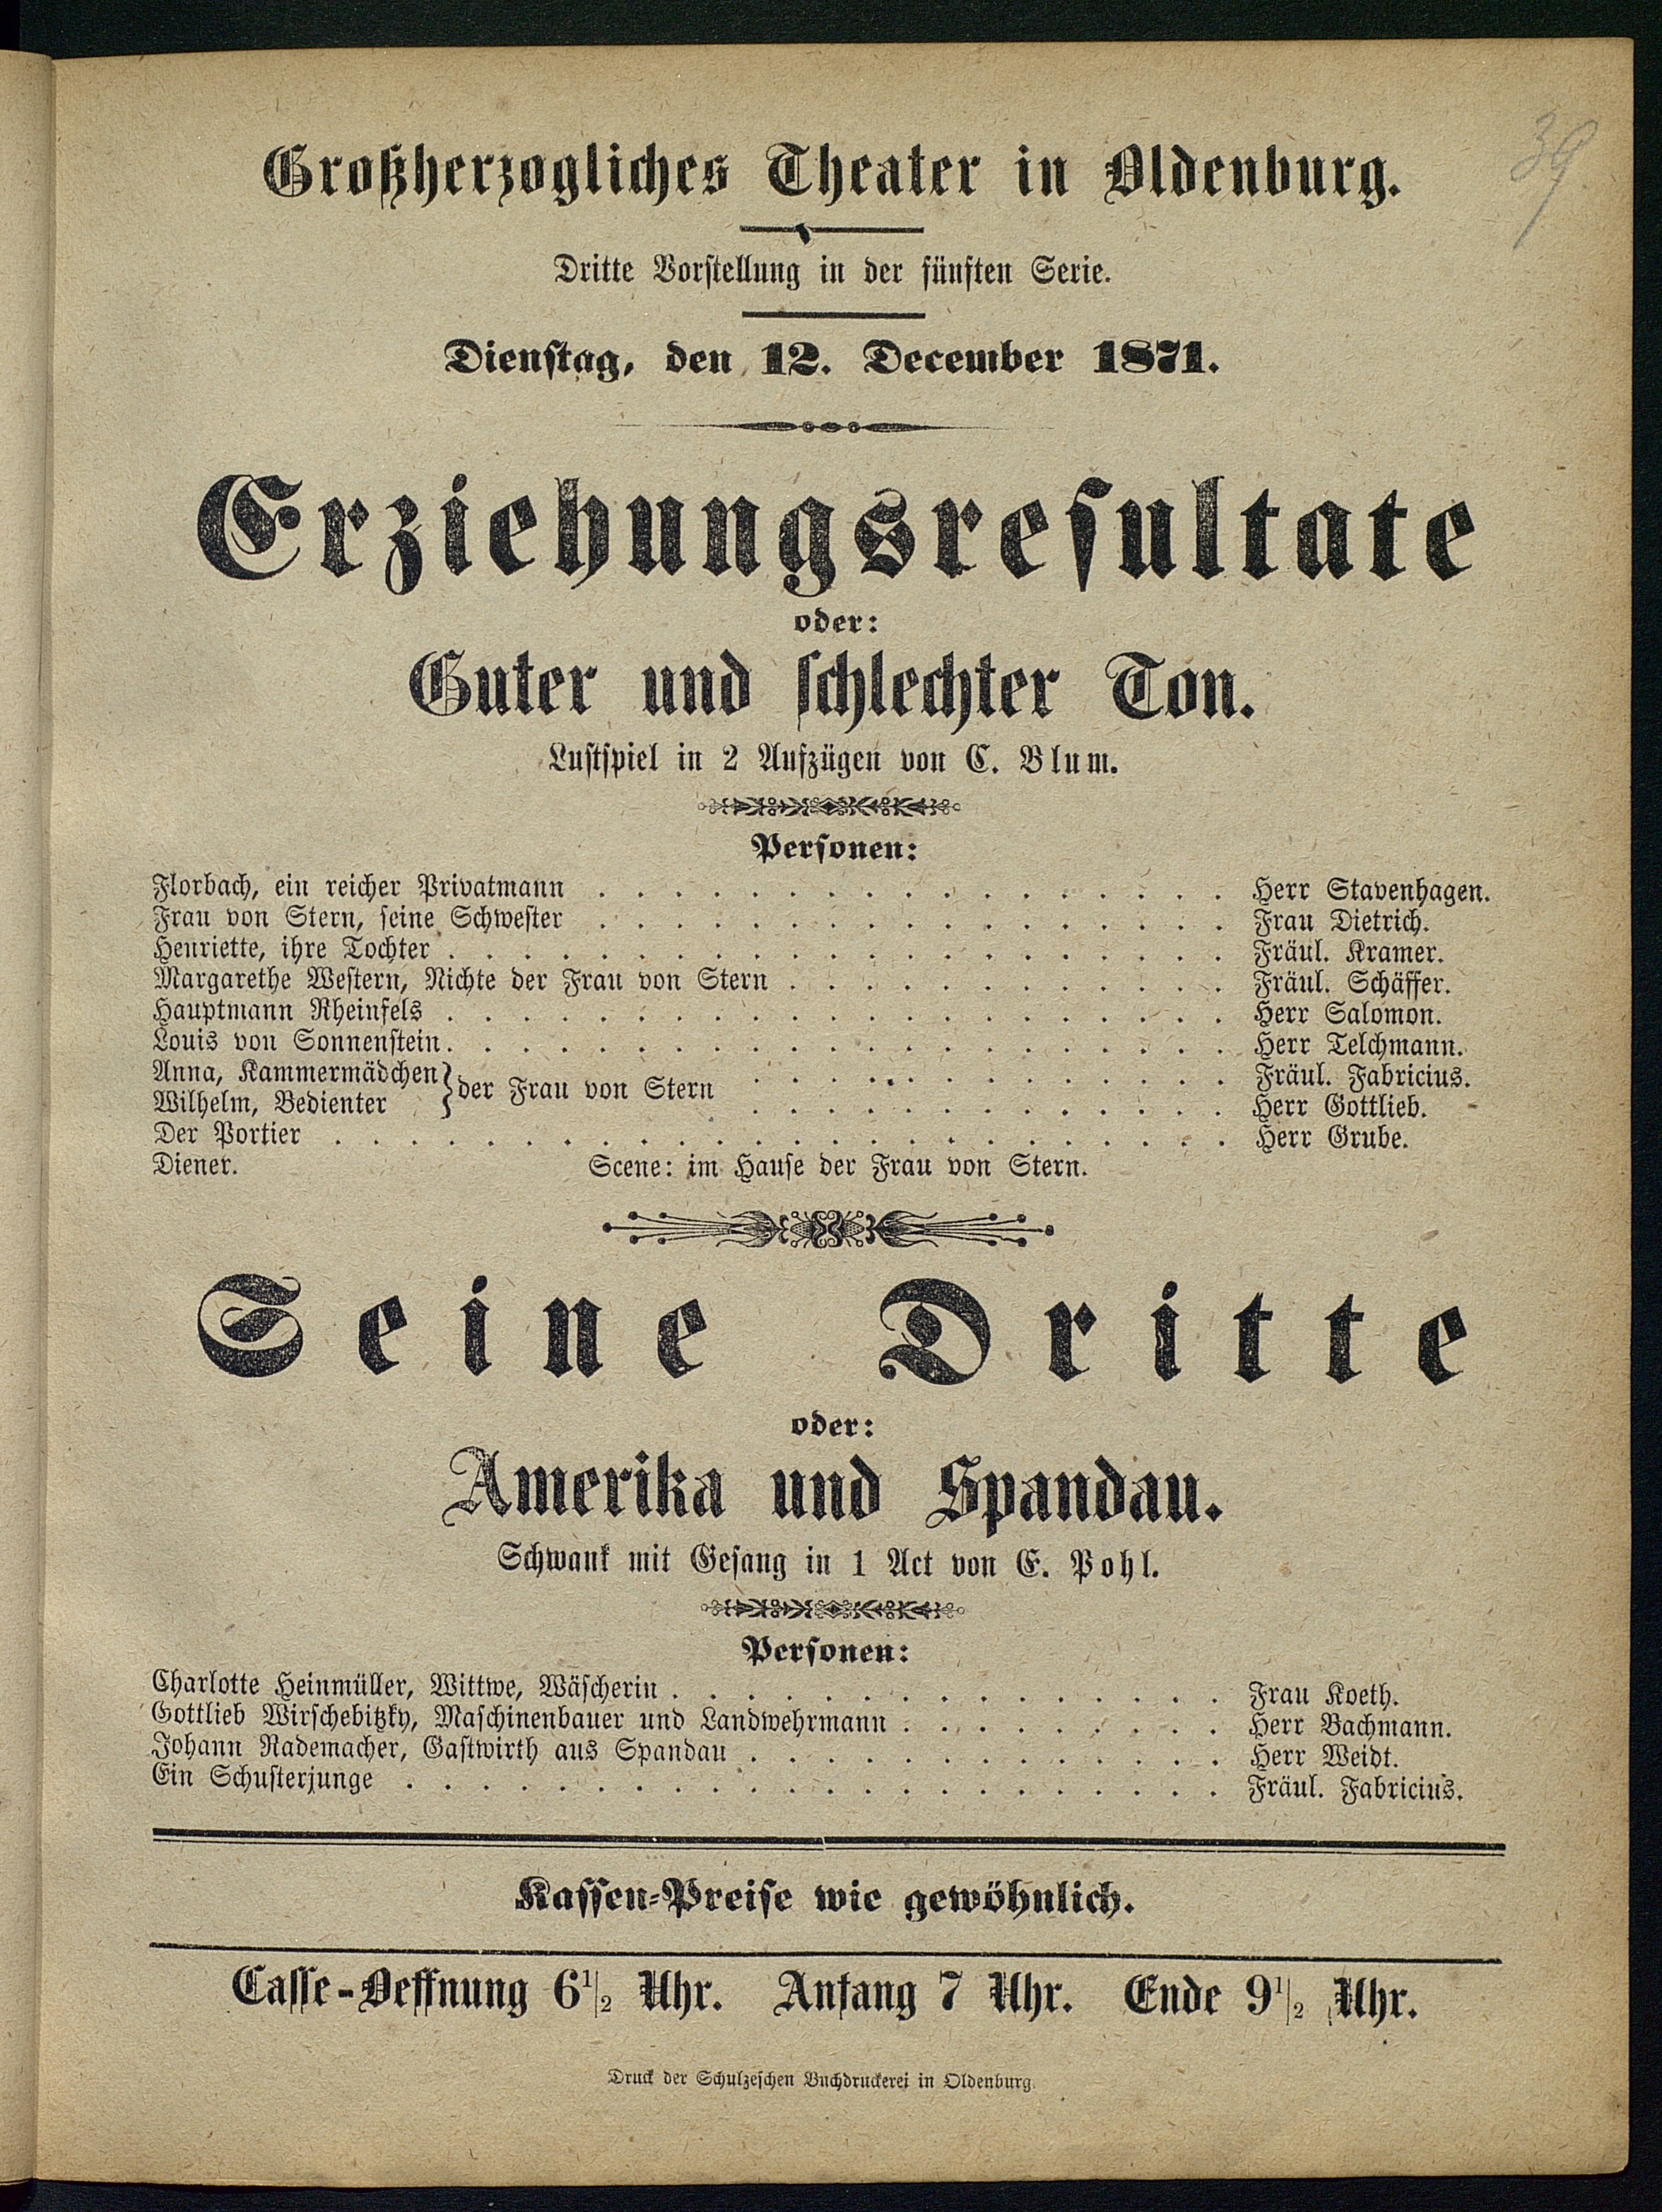 39.
Großherzogliches Theater in Oldenburg.
Dritte Vorstellung in der fünften Serie.
Dienstag, den 12. December 1871.
Erziehungsresultate
oder:
Guter und schlechter Ton.
Lustspiel in 2 Aufzügen von C. Blum.
Personen:
Florbach, ein reicher Privatmann . . . . . . . . . . . . . . . . . Herr Stavenhagen.
Frau von Stern, seine Schwester . . . . . . . . . . . . . . . . . Frau Dietrich.
Henriette, ihre Tochter . . . . . . . . . . . . . . . . . . . . . Fräul. Kramer.
Margarethe Western, Nichte der Frau von Stern . . . . . . . . . . . . Fräul. Schäffer.
Hauptmann Rheinfels . . . . . . . . . . . . . . . . . . . . . Herr Salomon.
Louis von Sonnenstein . . . . . . . . . . . . . . . . . . . . . Herr Telchmann.
Anna, Kammermädchen } der Frau von Stern . . . . . . . . . . . . . Fräul. Fabricius.
Wilhelm, Bedienter . . . . . . . . . . . . . Herr Gottlieb.
Der Portier . . . . . . . . . . . . . . . . . . . . . . . . Herr Grube.
Diener. Scene: im Hause der Frau von Stern.
Seine Dritte
oder:
Amerika und Spandau.
Schwank mit Gesang in 1 Act von E. Pohl.
Personen:
Charlotte Heinmüller, Wittwe, Wäscherin . . . . . . . . . . . . . . . Frau Koeth.
Gottlieb Wirschebitzky, Maschinenbauer und Landwehrmann . . . . . . . . . Herr Bachmann.
Johann Rademacher, Gastwirth aus Spandau . . . . . . . . . . . . . Herr Weidt.
Ein Schusterjunge . . . . . . . . . . . . . . . . . . . . . . Fräul. Fabricius.
Kassen-Preise wie gewöhnlich.
Casse-Oeffnung 6 1/2 Uhr. Anfang 7 Uhr. Ende 9 1/2 Uhr.
Druck der Schulzeschen Buchdruckerei in Oldenburg.